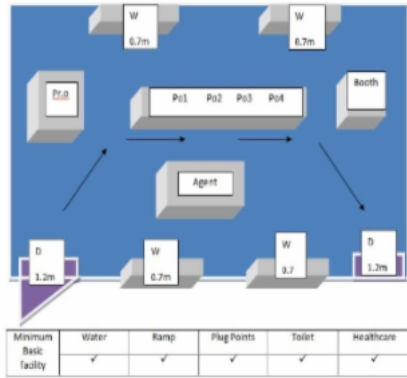 W W
0.7m 0.7m
Pr.o
Po1 Po2 Po3 Po4
Booth
Agent
D W W D
1.2m 0.7m 0.7 1.2m
Minimum Basic facility Water Ramp Plug Points Toilet Healthcare
✓ ✓ ✓ ✓ ✓